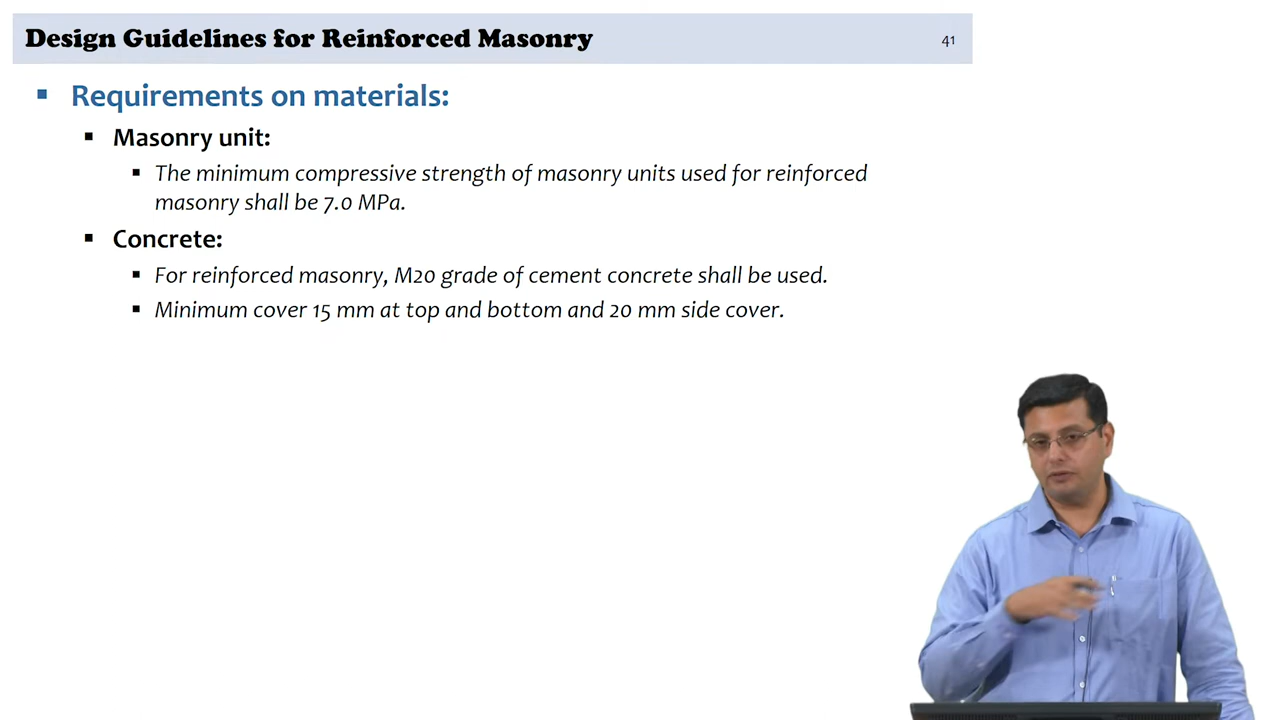 Design Guidelines for Reinforced Masonry 41
Requirements on materials:
Masonry unit:
The minimum compressive strength of masonry units used for reinforced
masonry shall be 7.0 MPa.
Concrete:
For reinforced masonry, M20 grade of cement concrete shall be used.
Minimum cover 15 mm at top and bottom and 20 mm side cover.